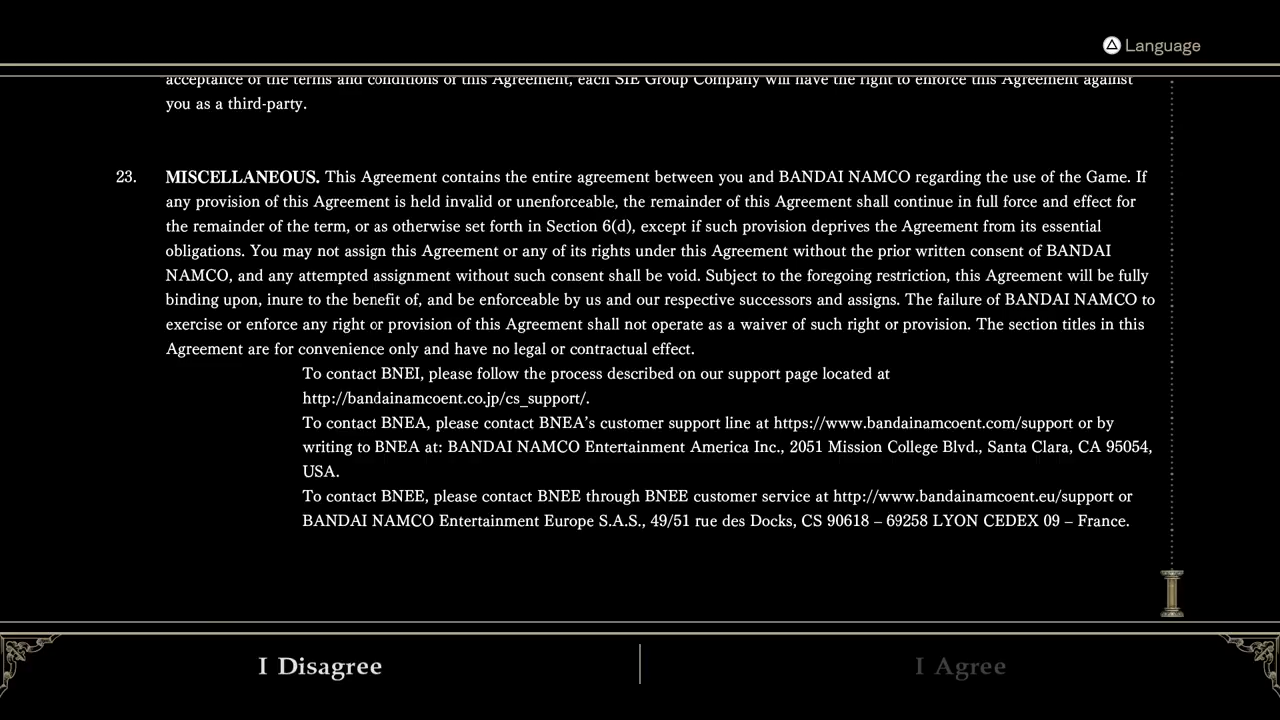 Language
acceptance of the terms and conditions of this Agreement, each SIE Group Company will have the right to enforce this Agreement against
you as a third-party.
23. MISCELLANEOUS. This Agreement contains the entire agreement between you and BANDAI NAMCO regarding the use of the Game. If
any provision of this Agreement is held invalid or unenforceable, the remainder of this Agreement shall continue in full force and effect for
the remainder of the term, or as otherwise set forth in Section 6(d), except if such provision deprives the Agreement from its essential
obligations. You may not assign this Agreement or any of its rights under this Agreement without the prior written consent of BANDAI
NAMCO, and any attempted assignment without such consent shall be void. Subject to the foregoing restriction, this Agreement will be fully
binding upon, inure to the benefit of, and be enforceable by us and our respective successors and assigns. The failure of BANDAI NAMCO to
exercise or enforce any right or provision of this Agreement shall not operate as a waiver of such right or provision. The section titles in this
Agreement are for convenience only and have no legal or contractual effect.
To contact BNEI, please follow the process described on our support page located at
http://bandainamcoent.co.jp/cs_support/.
To contact BNEA, please contact BNEA's customer support line at https://www.bandainamcoent.com/support or by
writing to BNEA at: BANDAI NAMCO Entertainment America Inc., 2051 Mission College Blvd., Santa Clara, CA 95054,
USA.
To contact BNEE, please contact BNEE through BNEE customer service at http://www.bandainamcoent.eu/support or
BANDAI NAMCO Entertainment Europe S.A.S., 49/51 rue des Docks, CS 90618 – 69258 LYON CEDEX 09 – France.
I Disagree
I Agree